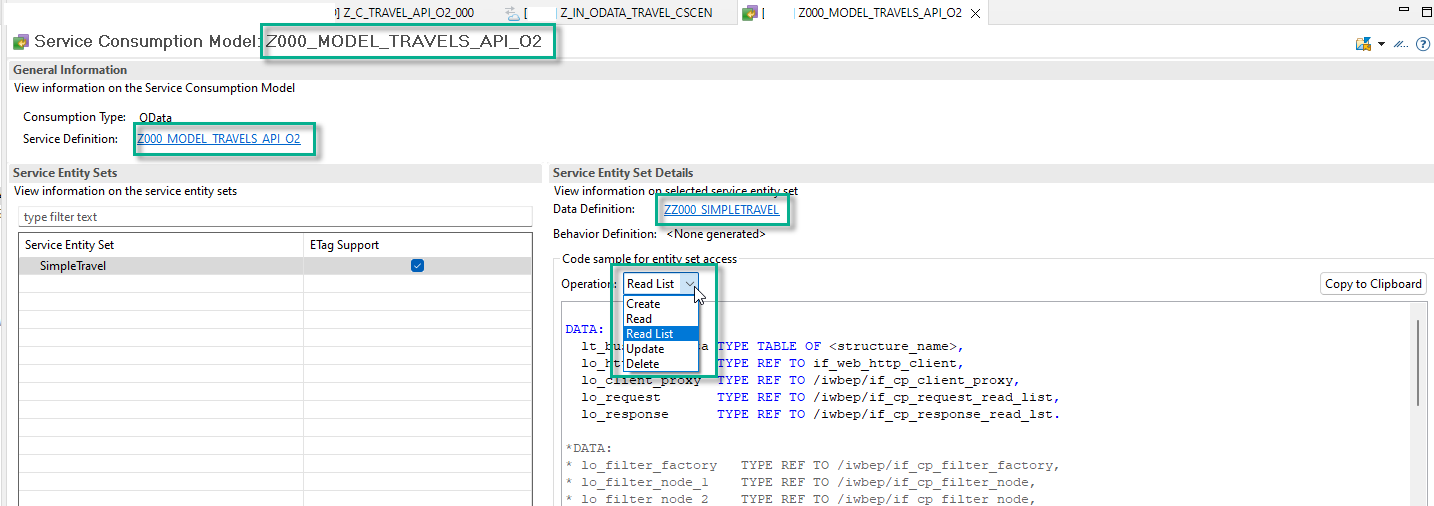 ] Z_C_TRAVEL_API_O2_000 [ Z_IN_ODATA_TRAVEL_CSCEN [ Z000_MODEL_TRAVELS_API_O2
Service Consumption Model: Z000_MODEL_TRAVELS_API_O2
General Information
View information on the Service Consumption Model
Consumption Type: OData
Service Definition: Z000_MODEL_TRAVELS_API_O2
Service Entity Sets
View information on the service entity sets
type filter text
Service Entity Set ETag Support
SimpleTravel
Service Entity Set Details
View information on selected service entity set
Data Definition: ZZ000_SIMPLETRAVEL
Behavior Definition: <None generated>
Code sample for entity set access
Operation: Read List Copy to Clipboard
Create
Read
Read List
Update
Delete
DATA:
lt_bus a TYPE TABLE OF <structure_name>,
lo_ht TYPE REF TO if_web_http_client,
lo_client_proxy TYPE REF TO /iwbep/if_cp_client_proxy,
lo_request TYPE REF TO /iwbep/if_cp_request_read_list,
lo_response TYPE REF TO /iwbep/if_cp_response_read_lst.
*DATA:
* lo_filter_factory TYPE REF TO /iwbep/if_cp_filter_factory,
* lo_filter_node_1 TYPE REF TO /iwbep/if_cp_filter_node,
* lo_filter_node_2 TYPE REF TO /iwbep/if_cp_filter_node,